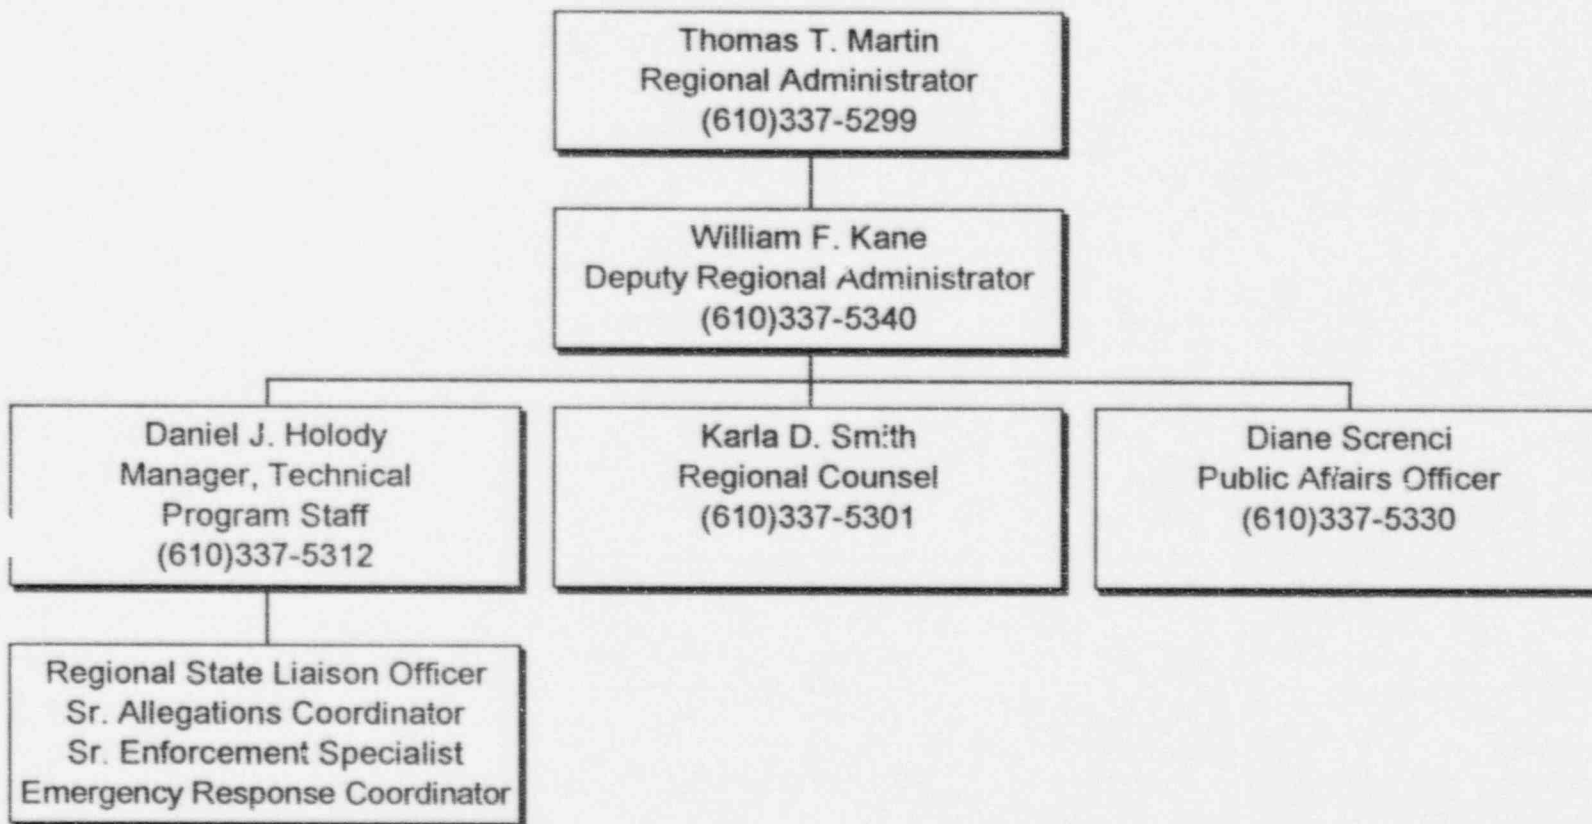 Thomas T. Martin
Regional Administrator
(610)337-5299
William F. Kane
Deputy Regional Administrator
(610)337-5340
Daniel J. Holody
Manager, Technical
Program Staff
(610)337-5312
Karla D. Smith
Regional Counsel
(610)337-5301
Diane Screnci
Public Affairs Officer
(610)337-5330
Regional State Liaison Officer
Sr. Allegations Coordinator
Sr. Enforcement Specialist
Emergency Response Coordinator